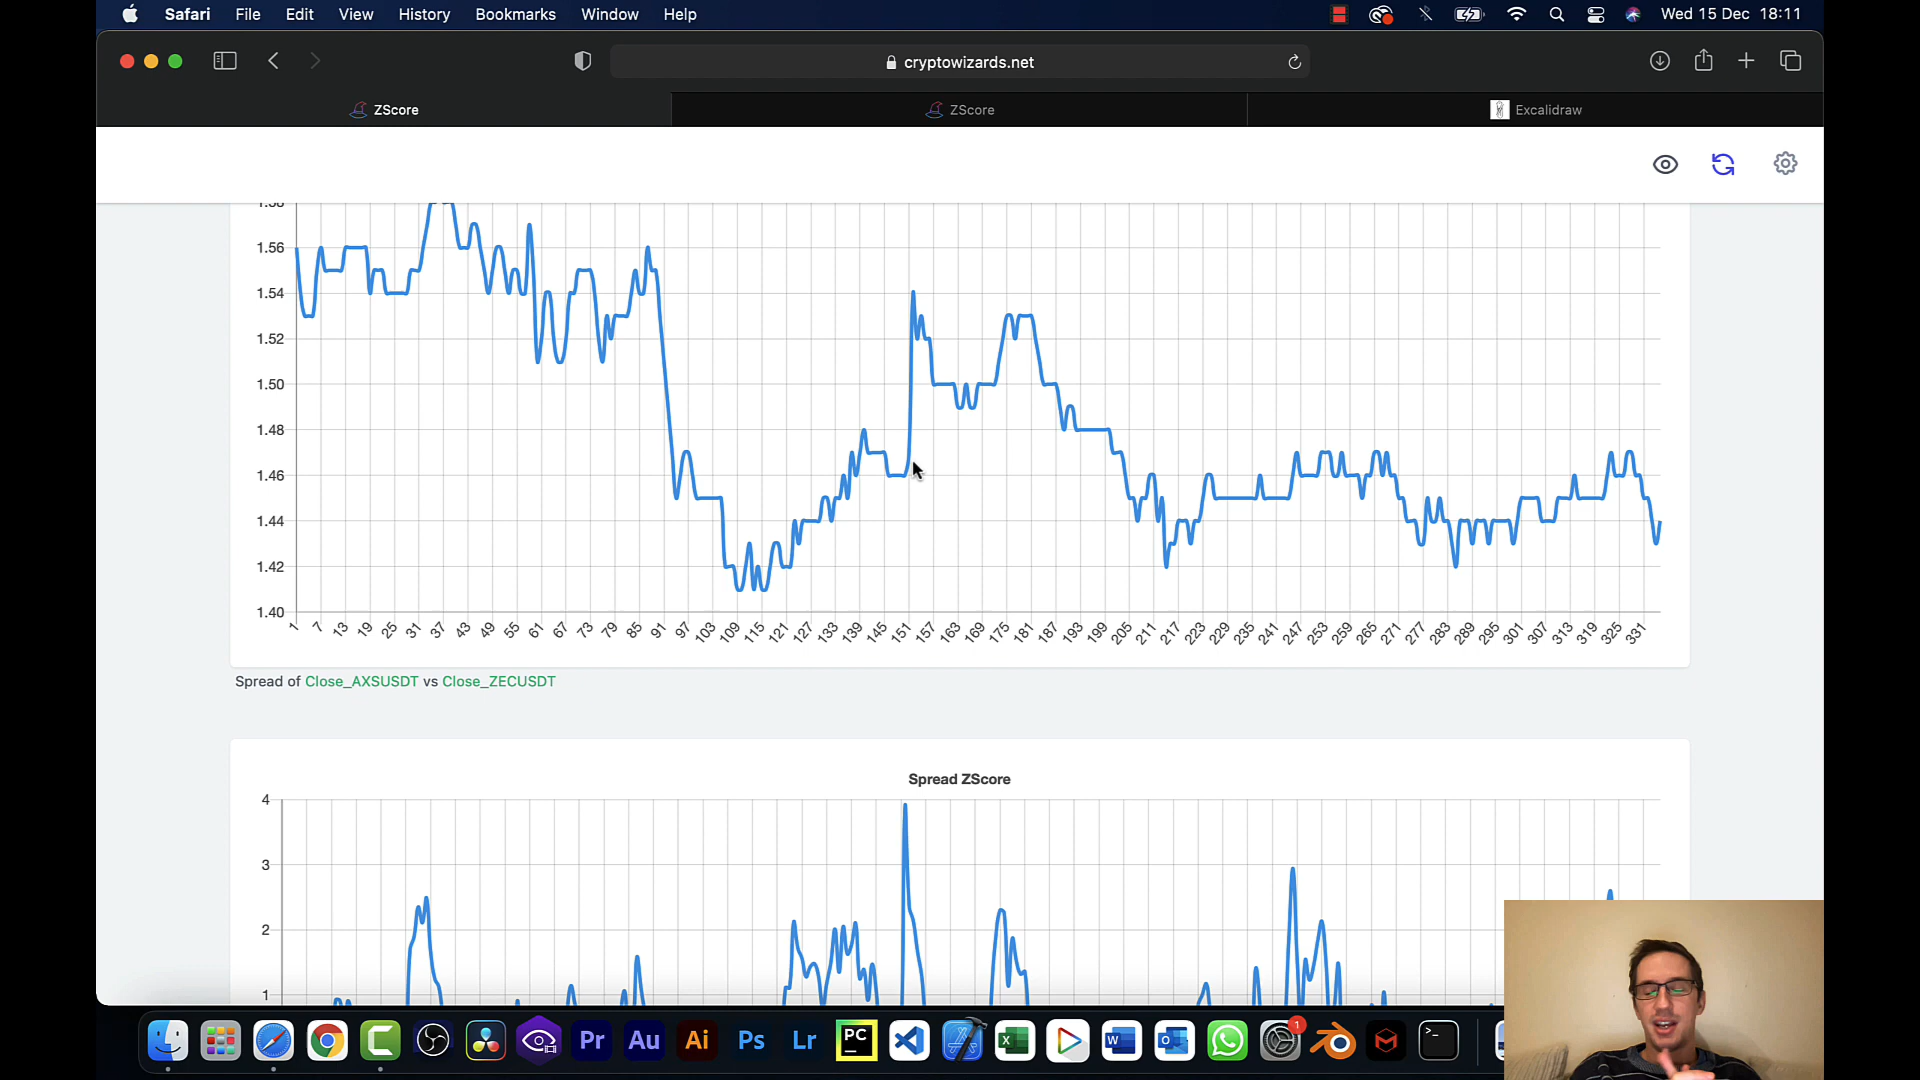 Safari File Edit View History Bookmarks Window Help Wed 15 Dec 18:11
cryptowizards.net
ZScore ZScore Excalidraw
1.56
1.54
1.52
1.50
1.48
1.46
1.44
1.42
1.40
1 7 13 19 25 31 37 43 49 55 61 67 73 79 85 91 97 103 109 115 121 127 133 139 145 151 157 163 169 175 181 187 193 199 205 211 217 223 229 235 241 247 253 259 265 271 277 283 289 295 301 307 313 319 325 331
Spread of Close_AXSUSDT vs Close_ZECUSDT
Spread ZScore
4
3
2
1
Pr Au Ai Ps Lr PC 1